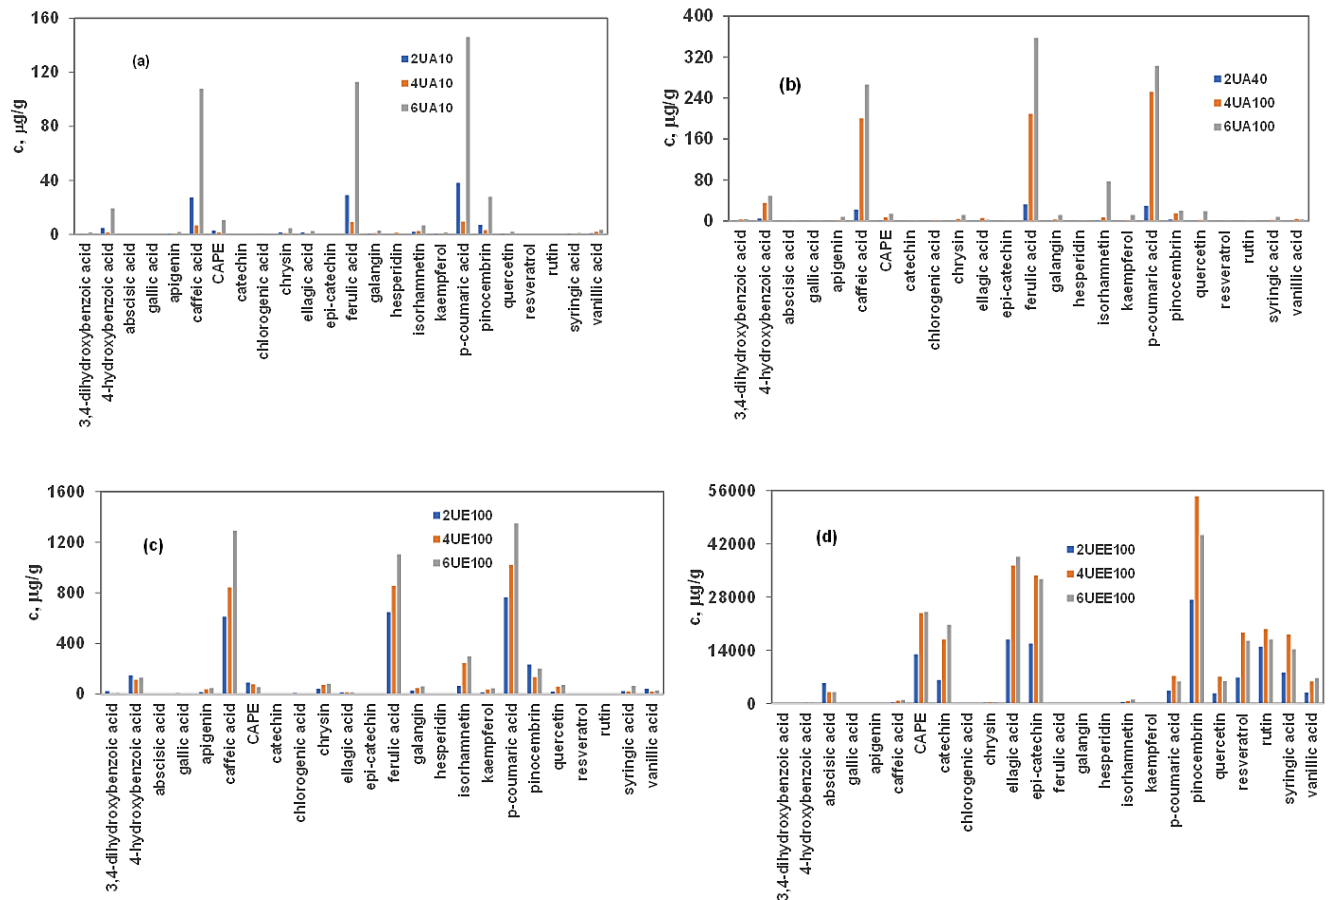 160
120
80
40
0
c, µg/g
(a)
2UA10
4UA10
6UA10
3,4-dihydroxybenzoic acid
4-hydroxybenzoic acid
abscisic acid
gallic acid
apigenin
caffeic acid
CAPE
catechin
chlorogenic acid
chrysin
ellagic acid
epi-catechin
ferulic acid
galangin
hesperidin
isorhamnetin
kaempferol
p-coumaric acid
pinocembrin
quercetin
resveratrol
rutin
syringic acid
vanillic acid
400
320
240
160
80
0
c, µg/g
(b)
2UA40
4UA100
6UA100
3,4-dihydroxybenzoic acid
4-hydroxybenzoic acid
abscisic acid
gallic acid
apigenin
caffeic acid
CAPE
catechin
chlorogenic acid
chrysin
ellagic acid
epi-catechin
ferulic acid
galangin
hesperidin
isorhamnetin
kaempferol
p-coumaric acid
pinocembrin
quercetin
resveratrol
rutin
syringic acid
vanillic acid
1600
1200
800
400
0
c, µg/g
(c)
2UE100
4UE100
6UE100
3,4-dihydroxybenzoic acid
4-hydroxybenzoic acid
abscisic acid
gallic acid
apigenin
caffeic acid
CAPE
catechin
chlorogenic acid
chrysin
ellagic acid
epi-catechin
ferulic acid
galangin
hesperidin
isorhamnetin
kaempferol
p-coumaric acid
pinocembrin
quercetin
resveratrol
rutin
syringic acid
vanillic acid
56000
42000
28000
14000
0
c, µg/g
(d)
2UEE100
4UEE100
6UEE100
3,4-dihydroxybenzoic acid
4-hydroxybenzoic acid
abscisic acid
gallic acid
apigenin
caffeic acid
CAPE
catechin
chlorogenic acid
chrysin
ellagic acid
epi-catechin
ferulic acid
galangin
hesperidin
isorhamnetin
kaempferol
p-coumaric acid
pinocembrin
quercetin
resveratrol
rutin
syringic acid
vanillic acid